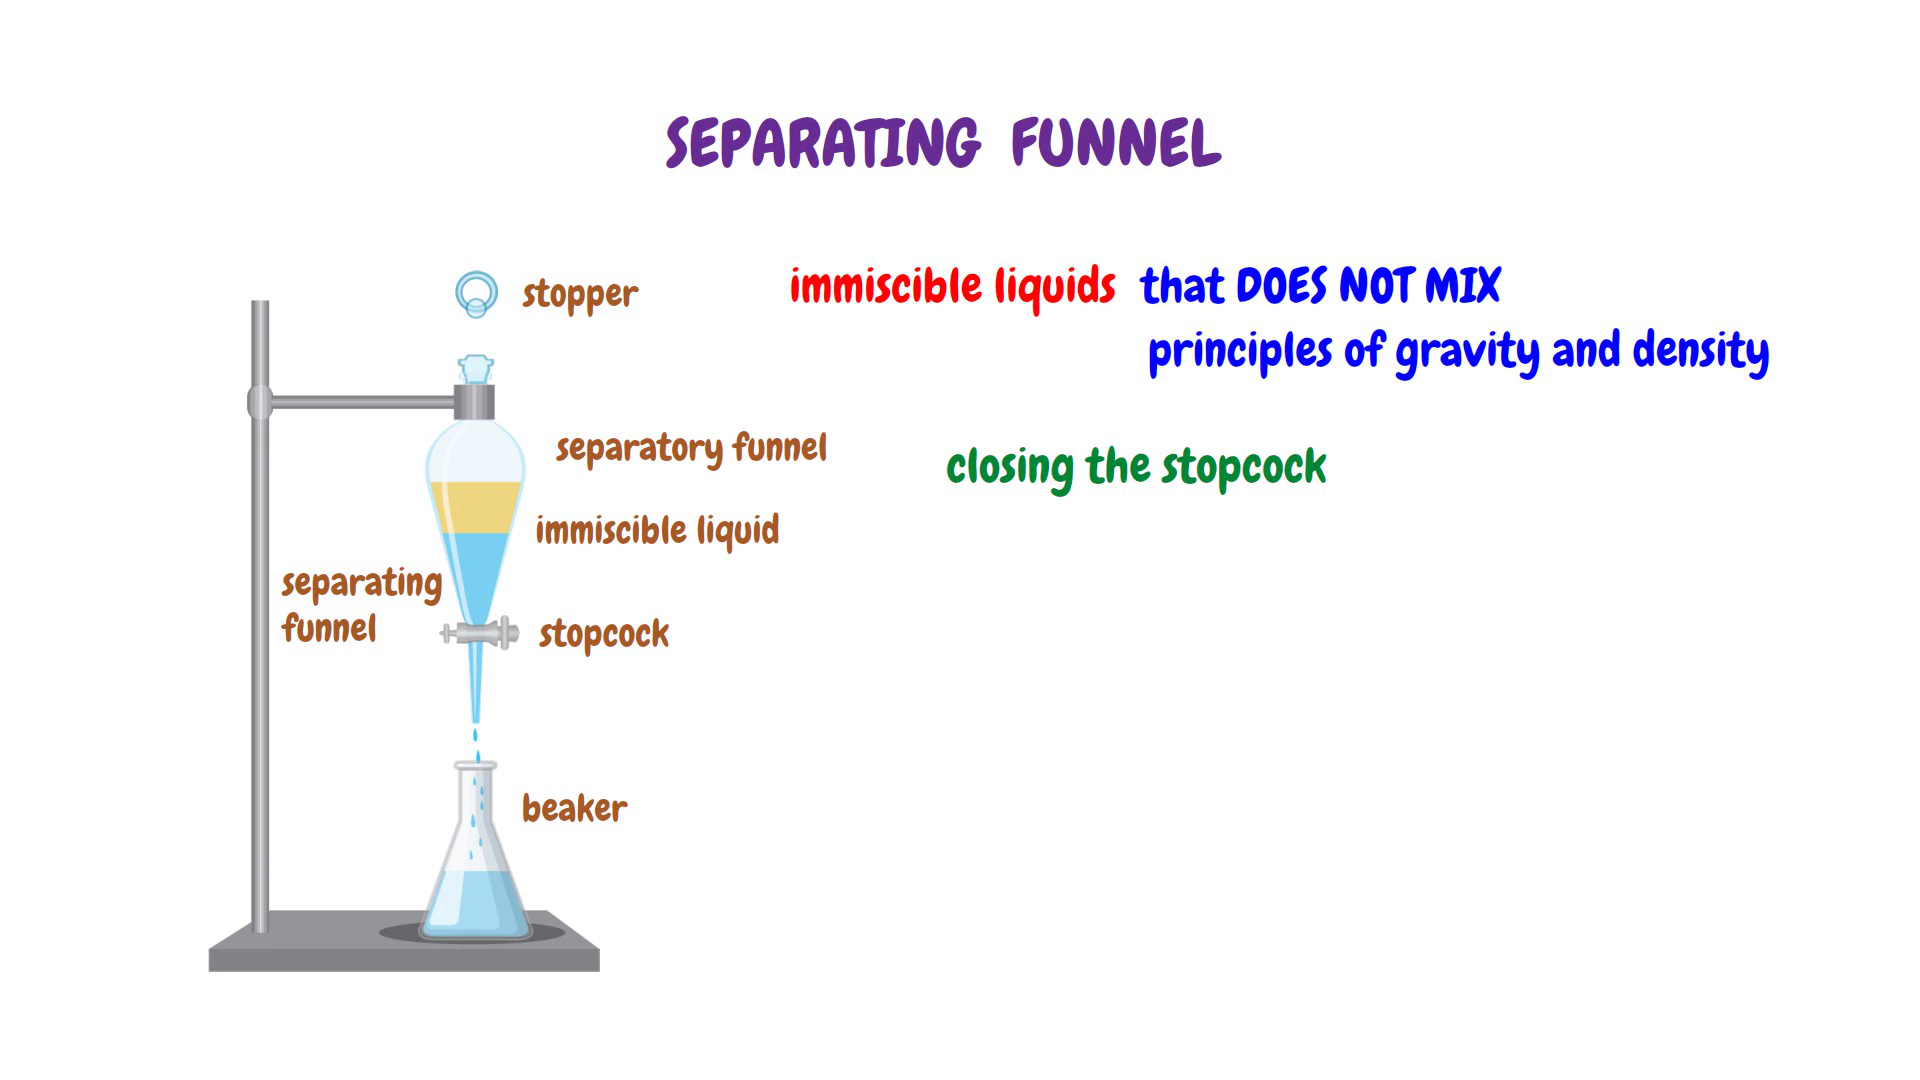 SEPARATING FUNNEL
stopper
immiscible liquids that DOES NOT MIX
principles of gravity and density
separatory funnel
closing the stopcock
immiscible liquid
separating
funnel
stopcock
beaker